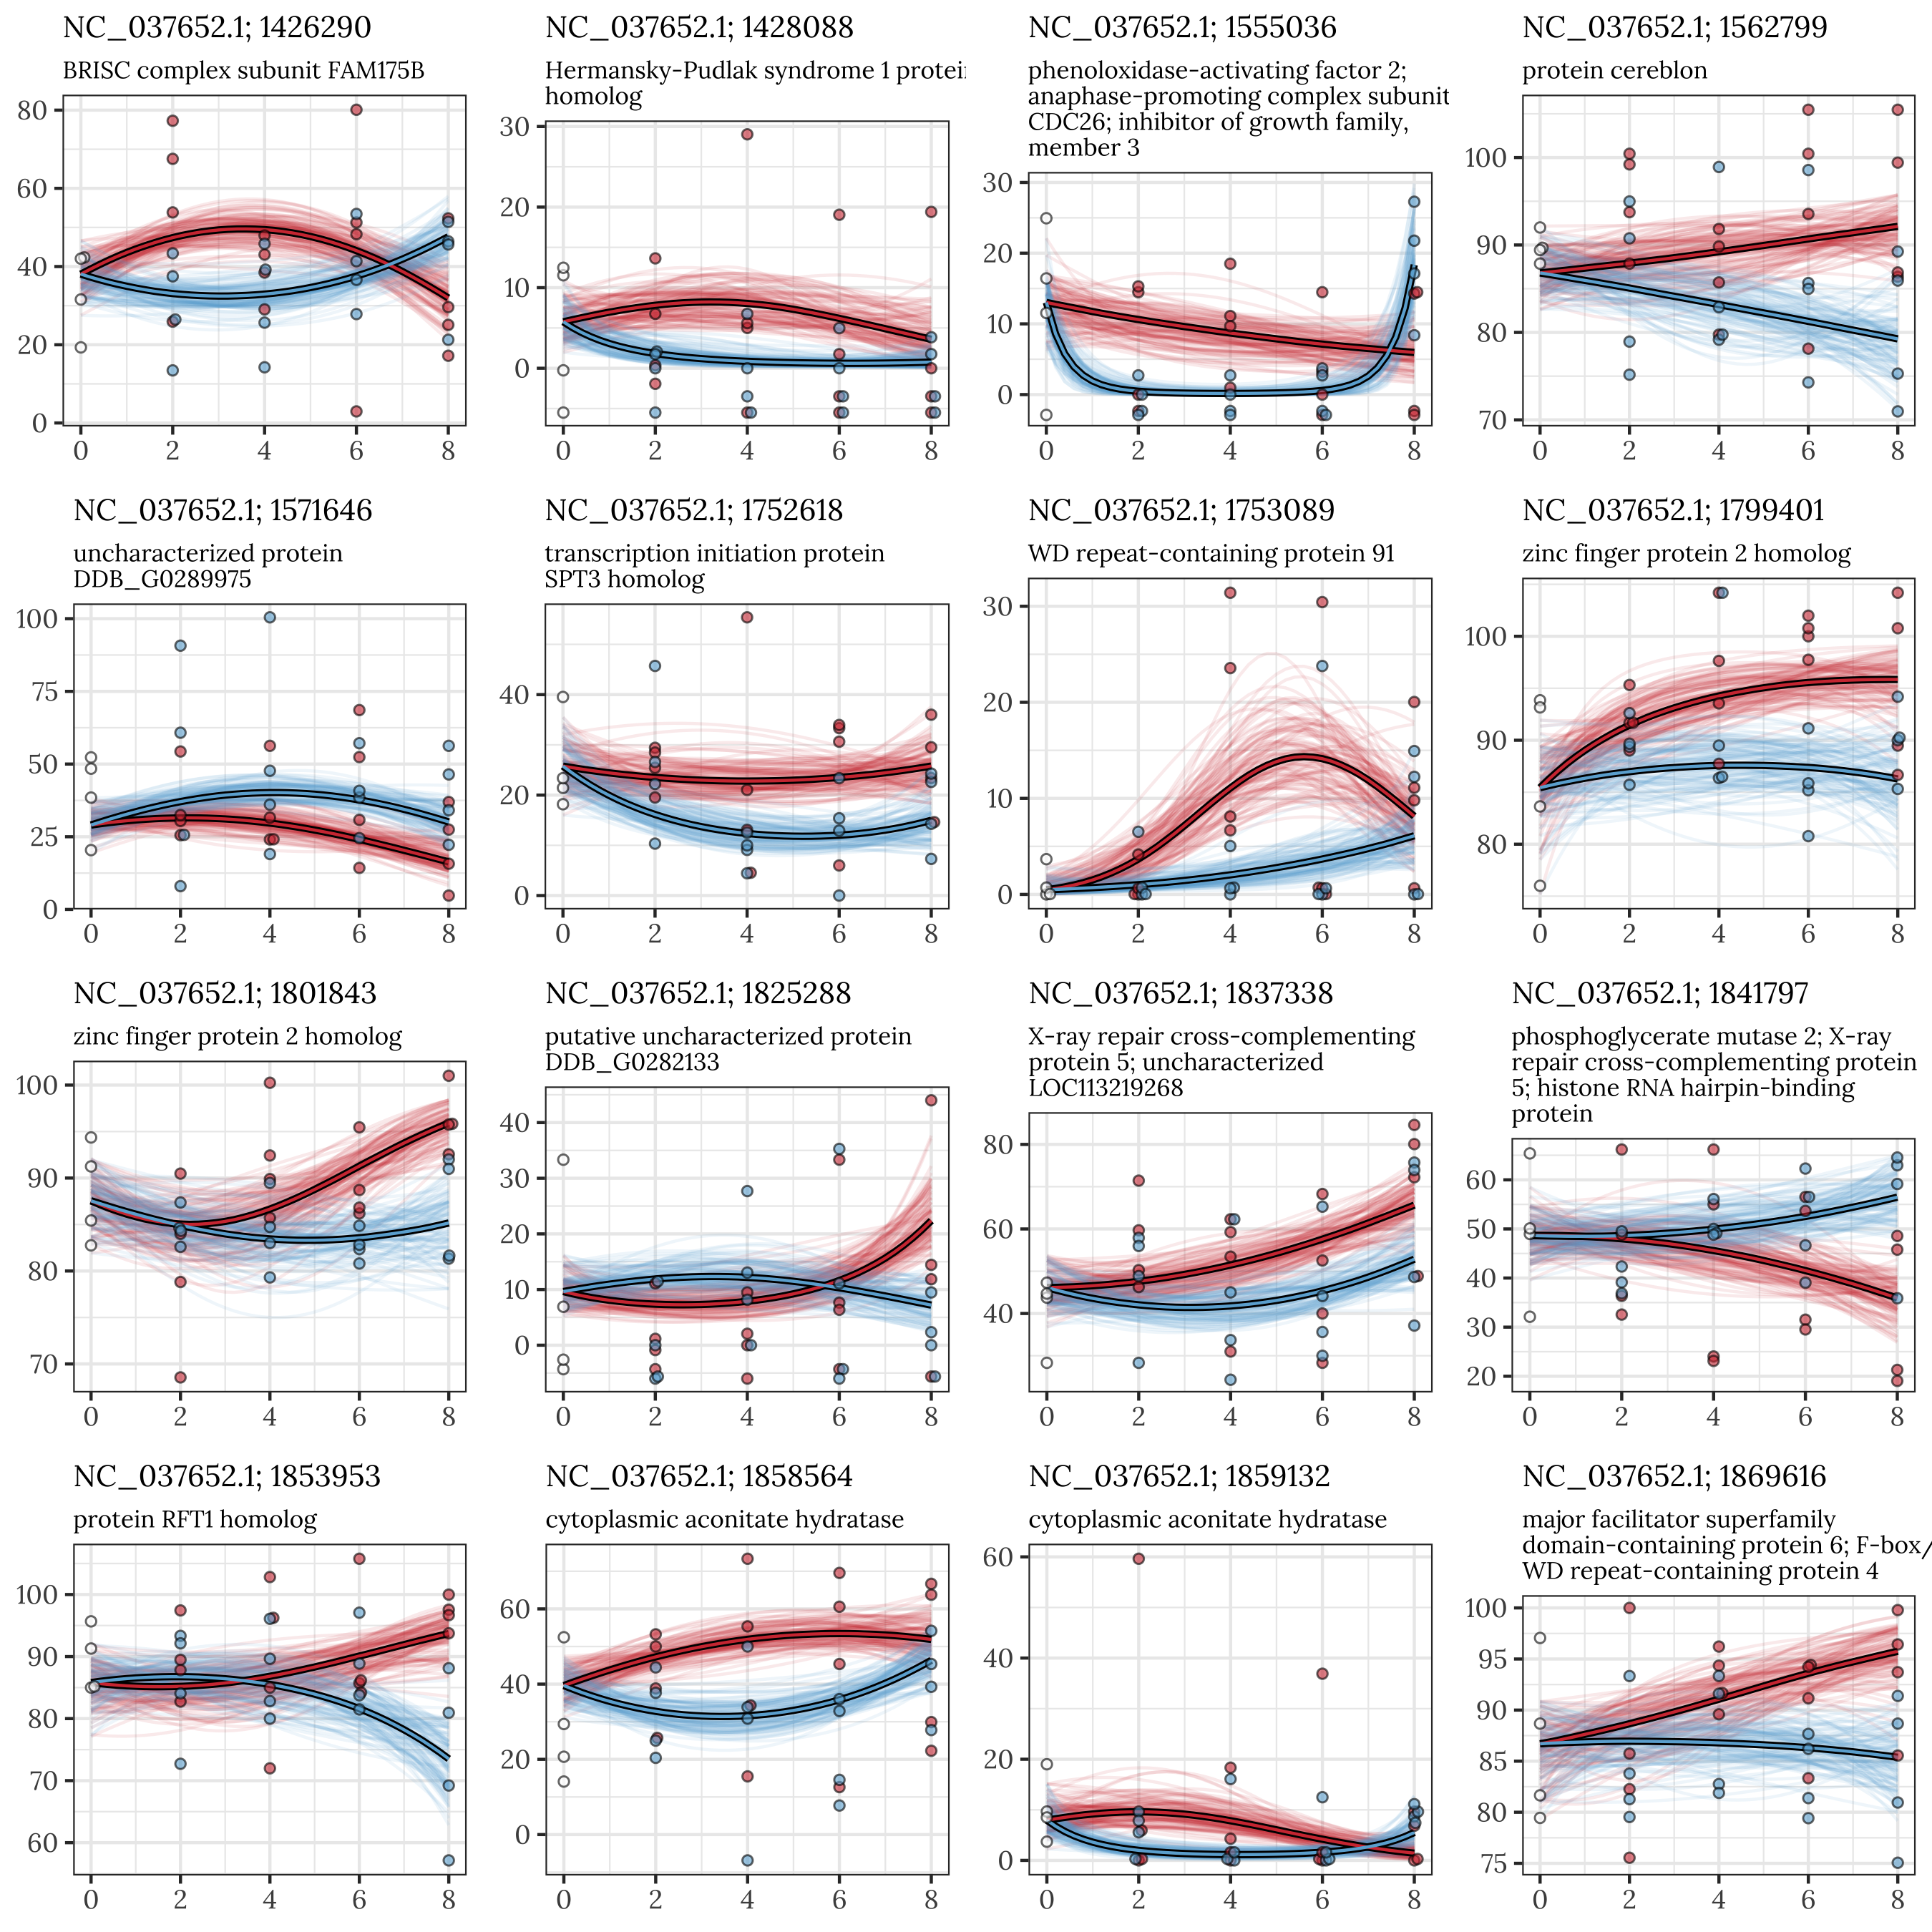 NC_037652.1; 1426290
BRISC complex subunit FAM175B
80
60
40
20
0
0 2 4 6 8
NC_037652.1; 1428088
Hermansky-Pudlak syndrome 1 protei
homolog
30
20
10
0
0 2 4 6 8
NC_037652.1; 1555036
phenoloxidase-activating factor 2;
anaphase-promoting complex subunit
CDC26; inhibitor of growth family,
member 3
30
20
10
0
0 2 4 6 8
NC_037652.1; 1562799
protein cereblon
100
90
80
70
0 2 4 6 8
NC_037652.1; 1571646
uncharacterized protein
DDB_G0289975
100
75
50
25
0
0 2 4 6 8
NC_037652.1; 1752618
transcription initiation protein
SPT3 homolog
40
20
0
0 2 4 6 8
NC_037652.1; 1753089
WD repeat-containing protein 91
30
20
10
0
0 2 4 6 8
NC_037652.1; 1799401
zinc finger protein 2 homolog
100
90
80
0 2 4 6 8
NC_037652.1; 1801843
zinc finger protein 2 homolog
100
90
80
70
0 2 4 6 8
NC_037652.1; 1825288
putative uncharacterized protein
DDB_G0282133
40
30
20
10
0
0 2 4 6 8
NC_037652.1; 1837338
X-ray repair cross-complementing
protein 5; uncharacterized
LOC113219268
80
60
40
0 2 4 6 8
NC_037652.1; 1841797
phosphoglycerate mutase 2; X-ray
repair cross-complementing protein
5; histone RNA hairpin-binding
protein
60
50
40
30
20
0 2 4 6 8
NC_037652.1; 1853953
protein RFT1 homolog
100
90
80
70
60
0 2 4 6 8
NC_037652.1; 1858564
cytoplasmic aconitate hydratase
60
40
20
0
0 2 4 6 8
NC_037652.1; 1859132
cytoplasmic aconitate hydratase
60
40
20
0
0 2 4 6 8
NC_037652.1; 1869616
major facilitator superfamily
domain-containing protein 6; F-box/
WD repeat-containing protein 4
100
95
90
85
80
75
0 2 4 6 8